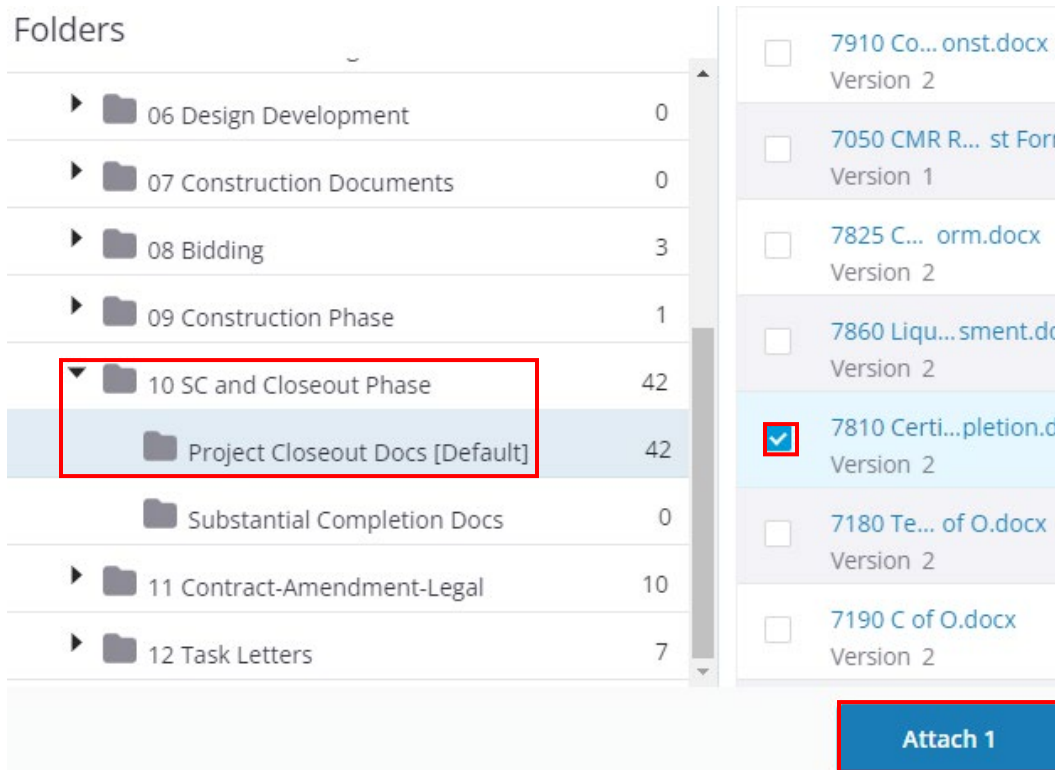 Folders
06 Design Development 0
07 Construction Documents 0
08 Bidding 3
09 Construction Phase 1
10 SC and Closeout Phase 42
Project Closeout Docs [Default] 42
Substantial Completion Docs 0
11 Contract-Amendment-Legal 10
12 Task Letters 7
7910 Co... onst.docx
Version 2
7050 CMR R... st
Version 1
7825 C... orm.docx
Version 2
7860 Liqu... sment.do
Version 2
7810 Certi...pletion.d
Version 2
7180 Te... of O.docx
Version 2
7190 C of O.docx
Version 2
Attach 1